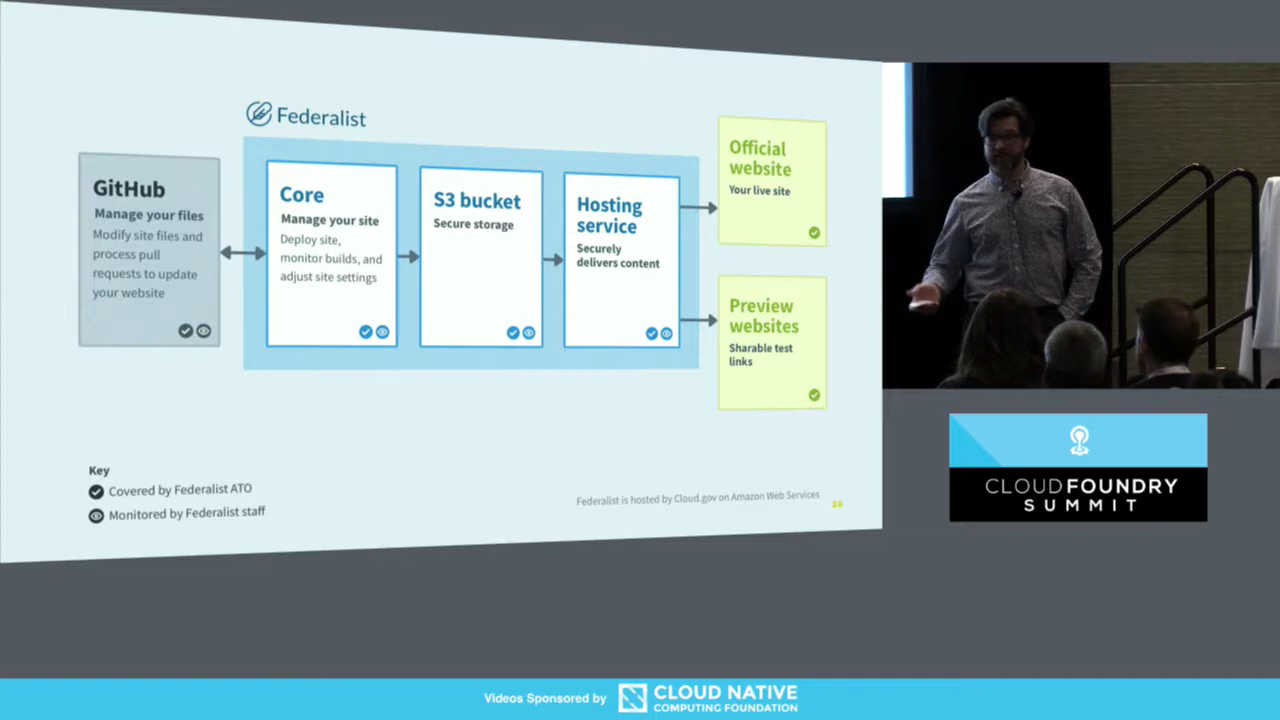 Federalist
GitHub
Manage your files
Modify site files and
process pull
requests to update
your website
Core
Manage your site
Deploy site,
monitor builds, and
adjust site settings
S3 bucket
Secure storage
Hosting
service
Securely
delivers content
Official
website
Your live site
Preview
websites
Sharable test
links
Key
Covered by Federalist ATO
Monitored by Federalist staff
Federalist is hosted by Cloud.gov on Amazon Web Services
CLOUDFOUNDRY
SUMMIT
Videos Sponsored by
CLOUD NATIVE
COMPUTING FOUNDATION